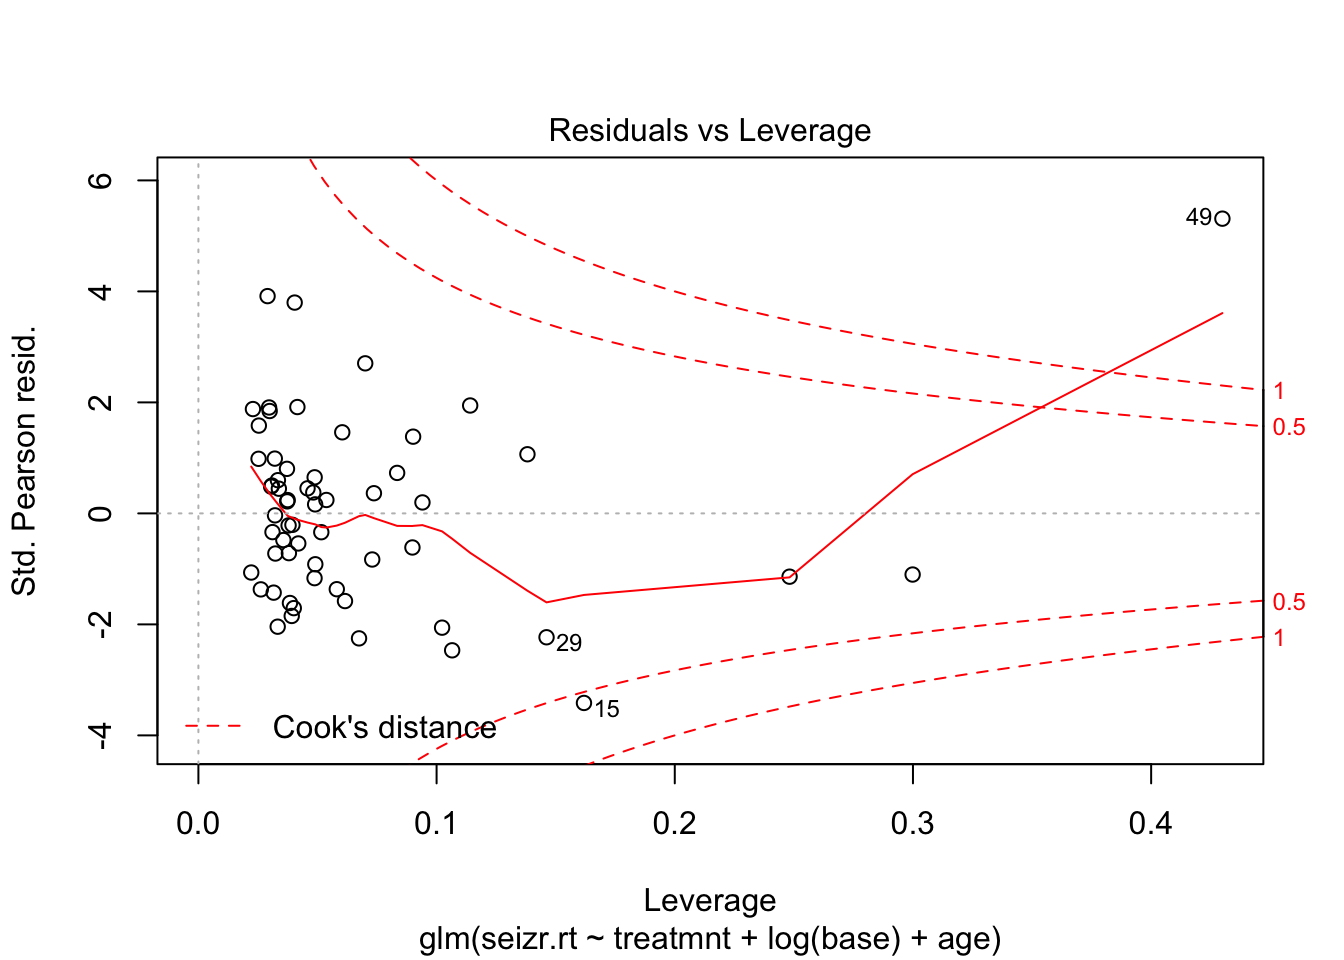 Residuals vs Leverage
Std. Pearson resid.
6
4
2
0
-2
-4
49
1
0.5
0.5
1
29
15
Cook's distance
0.0 0.1 0.2 0.3 0.4
Leverage
glm(seizr.rt ~ treatmnt + log(base) + age)